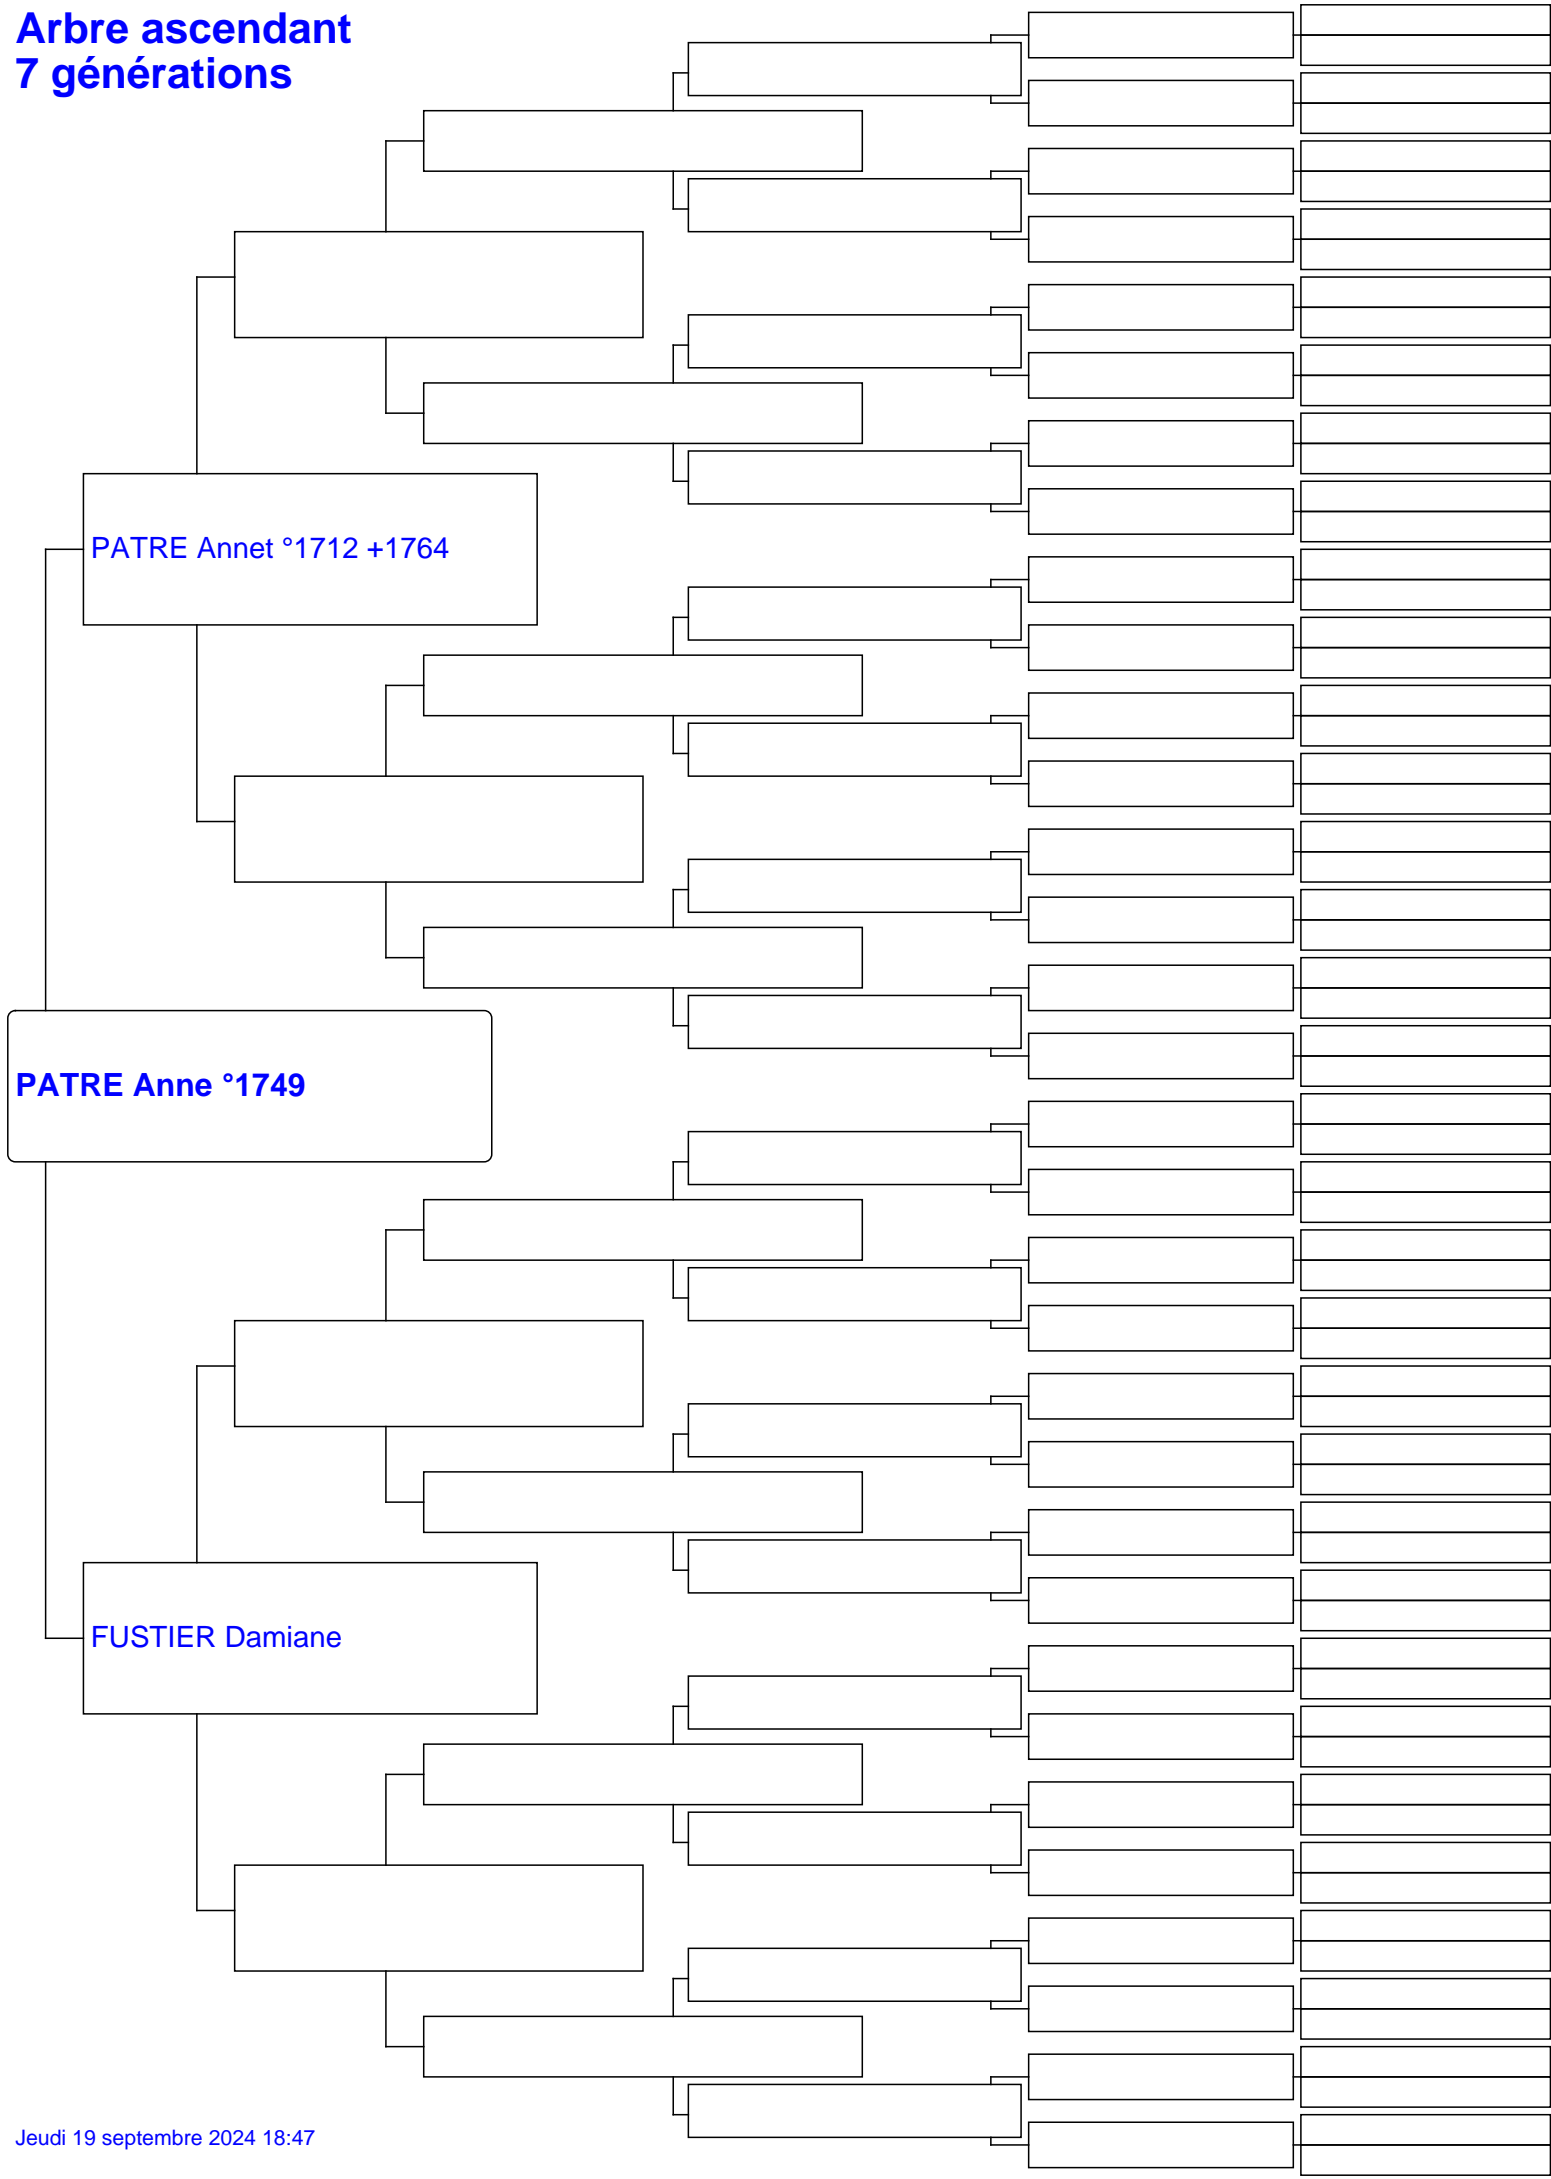 Arbre ascendant
7 générations
PATRE Annet °1712 +1764
PATRE Anne °1749
FUSTIER Damiane
Jeudi 19 septembre 2024 18:47